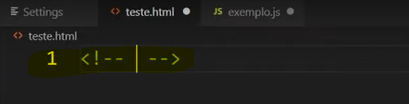 Settings teste.html exemplo.js
teste.html
1 <!-- -->